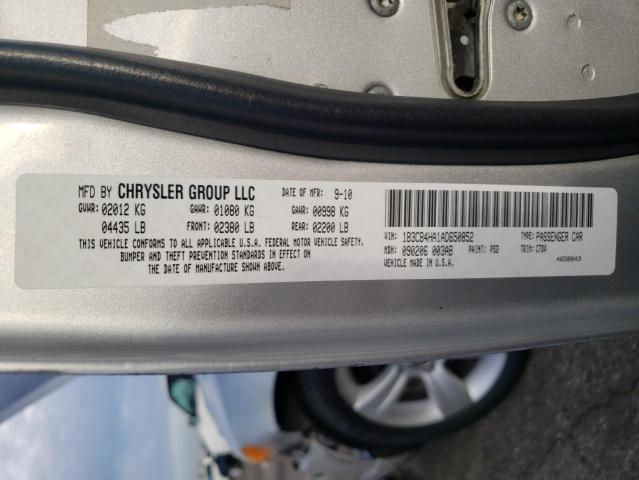 MFD BY CHRYSLER GROUP LLC DATE OF MFR: 9-10
GVWR: 02012 KG GAWR: 01080 KG GAWR: 00998 KG
04435 LB FRONT: 02380 LB REAR: 02200 LB
THIS VEHICLE CONFORMS TO ALL APPLICABLE U.S.A. FEDERAL MOTOR VEHICLE SAFETY,
BUMPER AND THEFT PREVENTION STANDARDS IN EFFECT ON
THE DATE OF MANUFACTURE SHOWN ABOVE.
VIN: 1B3CB4HA1AD650852 TYPE: PASSENGER CAR
MDH: 090206 003AB PAINT: PS2 TRIM: C7DV
VEHICLE MADE IN U.S.A. 4658843